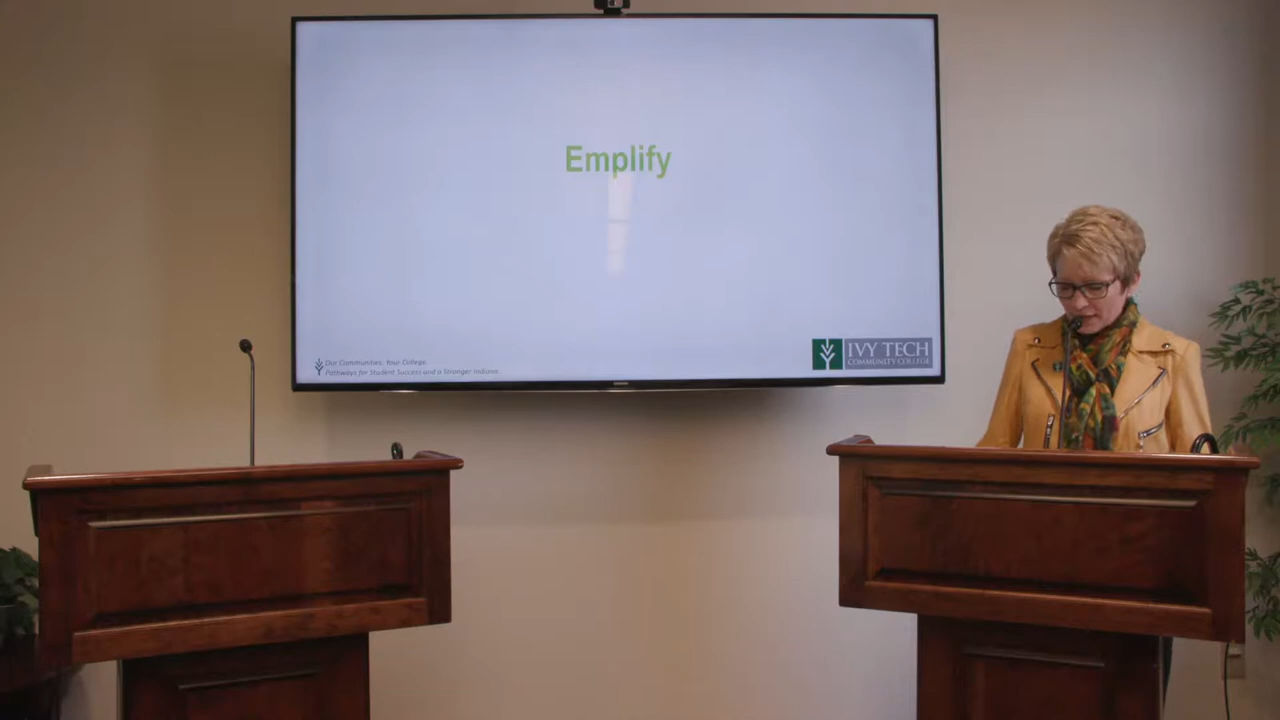 Emplify
Our Communities. Your College.
Pathways for Student Success and a Stronger Indiana.
IVY TECH
COMMUNITY COLLEGE